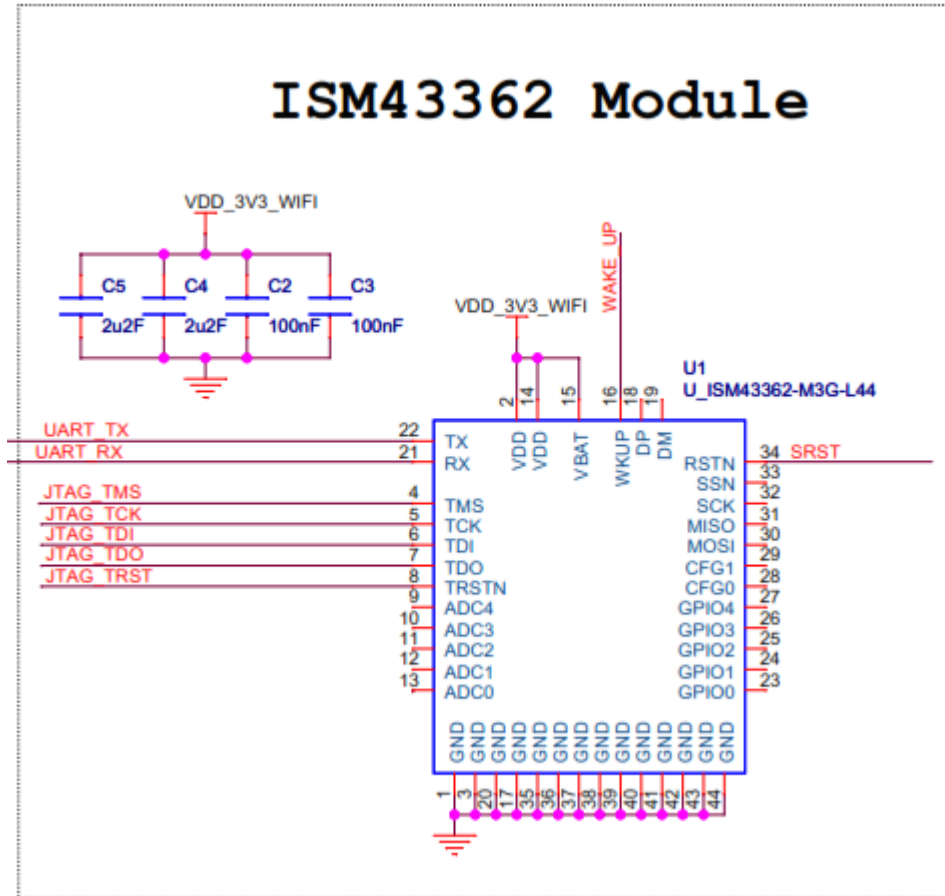 ISM43362 Module
VDD_3V3_WIFI
C5
2u2F
C4
2u2F
C2
100nF
C3
100nF
VDD_3V3_WIFI
WAKE_UP
U1
U_ISM43362-M3G-L44
2 14 15 16 18 19
VDD VDD VBAT WKUP DP DM
UART_TX 22 TX
UART_RX 21 RX
JTAG_TMS 4 TMS
JTAG_TCK 5 TCK
JTAG_TDI 6 TDI
JTAG_TDO 7 TDO
JTAG_TRST 8 TRSTN
9 ADC4
10 ADC3
11 ADC2
12 ADC1
13 ADC0
RSTN 34 SRST
SSN 33
SCK 32
MISO 31
MOSI 30
CFG1 29
CFG0 28
GPIO4 27
GPIO3 26
GPIO2 25
GPIO1 24
GPIO0 23
GND GND GND GND GND GND GND GND GND GND GND GND GND GND
1 3 20 17 35 36 37 38 39 40 41 42 43 44